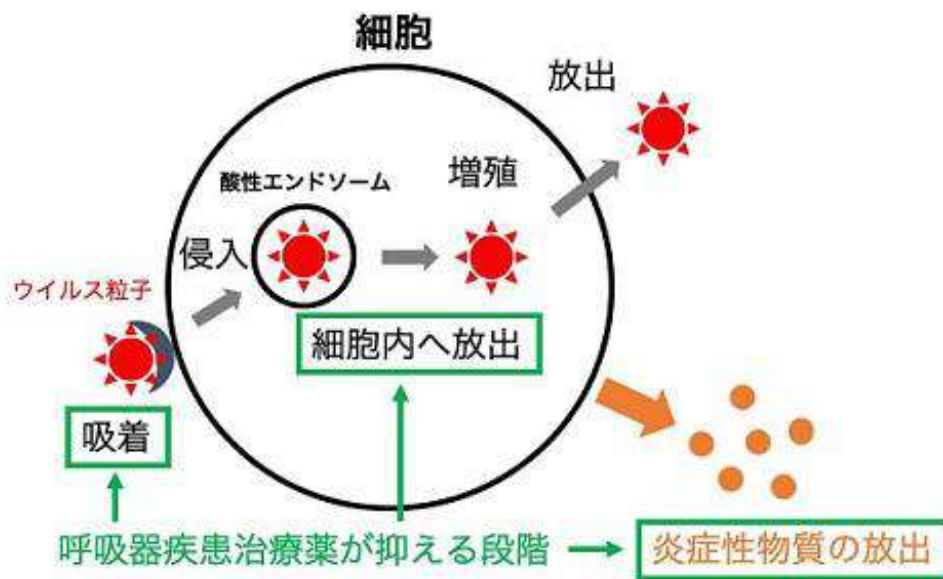 細胞
放出
増殖
酸性エンドソーム
侵入
ウイルス粒子
細胞内へ放出
吸着
呼吸器疾患治療薬が抑える段階
炎症性物質の放出